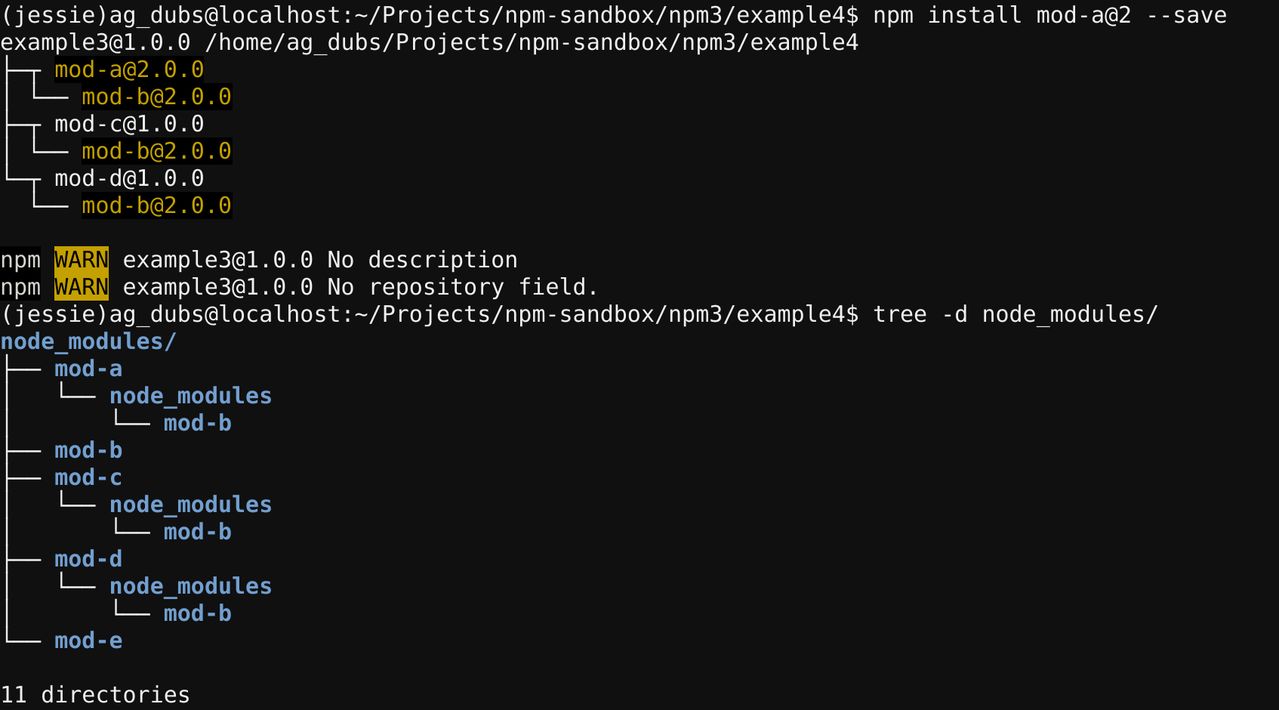 (jessie)ag_dubs@localhost:~/Projects/npm-sandbox/npm3/example4$ npm install mod-a@2 --save
example3@1.0.0 /home/ag_dubs/Projects/npm-sandbox/npm3/example4
├─┬ mod-a@2.0.0
│ └── mod-b@2.0.0
├─┬ mod-c@1.0.0
│ └── mod-b@2.0.0
└─┬ mod-d@1.0.0
  └── mod-b@2.0.0

npm WARN example3@1.0.0 No description
npm WARN example3@1.0.0 No repository field.
(jessie)ag_dubs@localhost:~/Projects/npm-sandbox/npm3/example4$ tree -d node_modules/
node_modules/
├── mod-a
│   └── node_modules
│       └── mod-b
├── mod-b
├── mod-c
│   └── node_modules
│       └── mod-b
├── mod-d
│   └── node_modules
│       └── mod-b
└── mod-e

11 directories